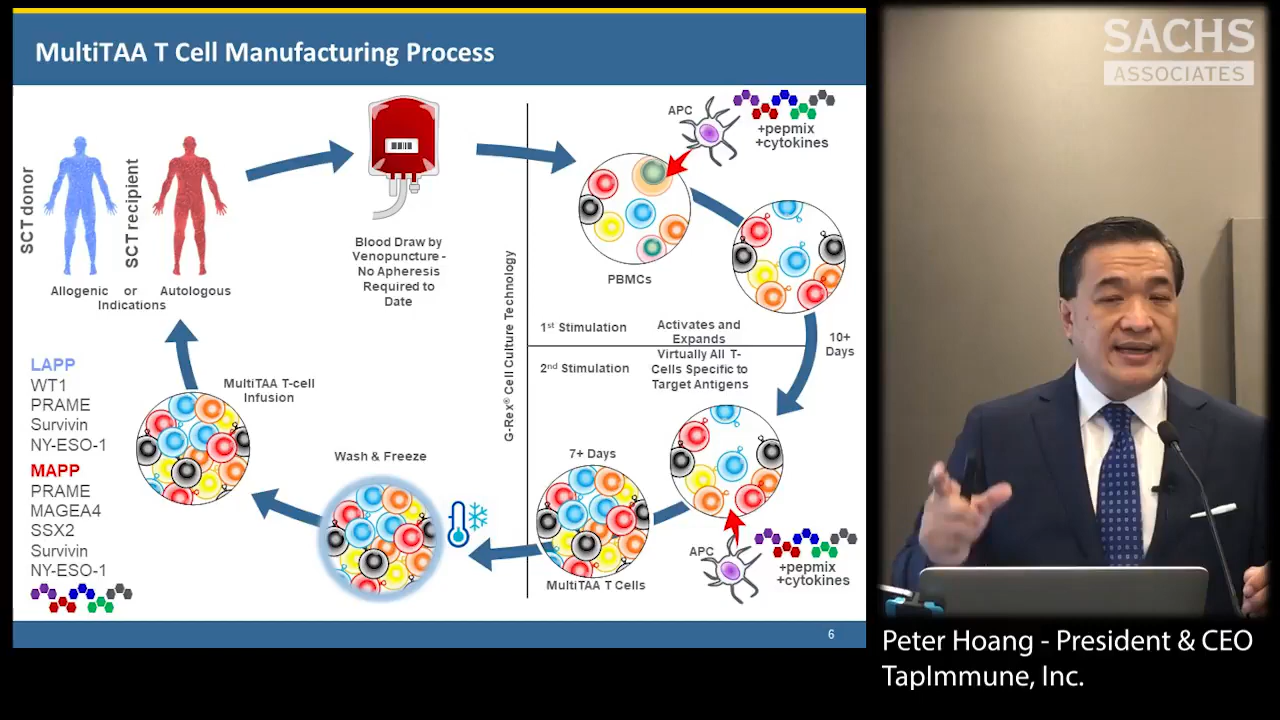 MultiTAA T Cell Manufacturing Process
SCT donor
SCT recipient
Allogenic or Autologous
Indications
Blood Draw by
Venopuncture -
No Apheresis
Required to
Date
G-Rex® Cell Culture Technology
APC
+pepmix
+cytokines
PBMCs
1st Stimulation
Activates and
Expands
Virtually All T-
Cells Specific to
Target Antigens
2nd Stimulation
10+
Days
APC
+pepmix
+cytokines
7+ Days
MultiTAA T Cells
Wash & Freeze
MultiTAA T-cell
Infusion
LAPP
WT1
PRAME
Survivin
NY-ESO-1
MAPP
PRAME
MAGEA4
SSX2
Survivin
NY-ESO-1
6
SACHS
ASSOCIATES
Peter Hoang - President & CEO
TapImmune, Inc.